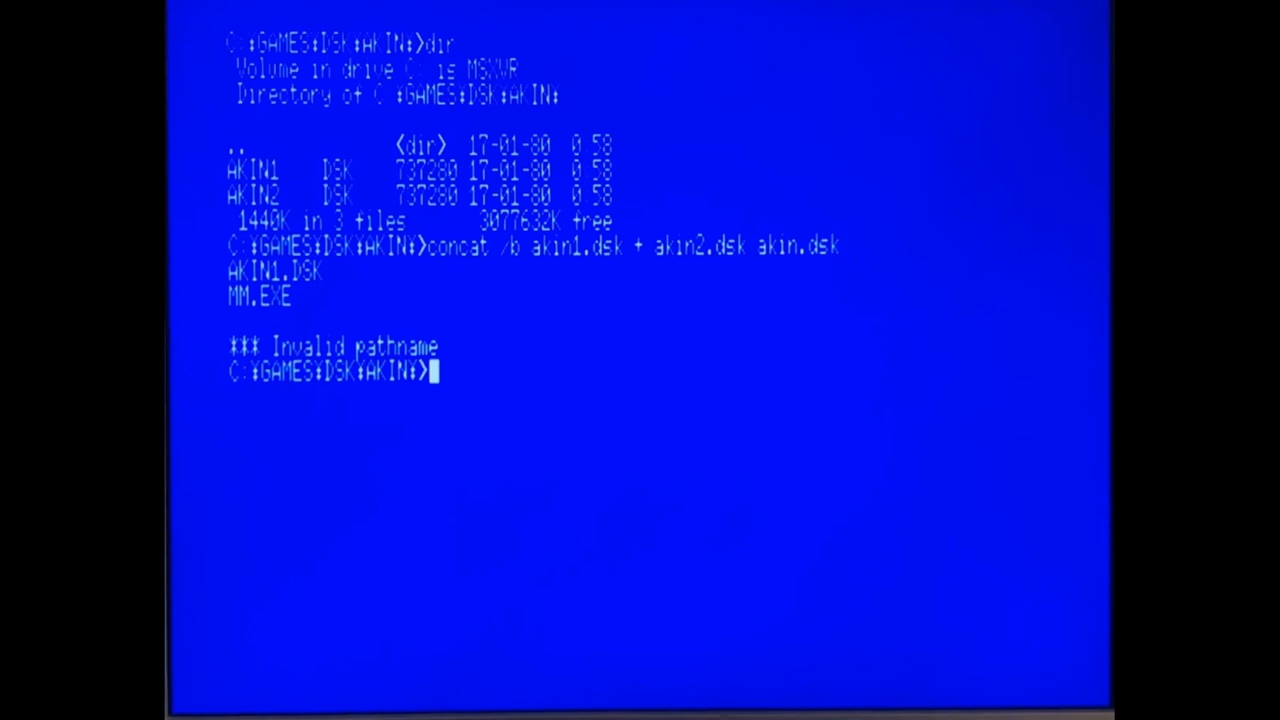 C:¥GAMES¥DSK¥AKIN¥>dir
Volume in drive C: is MSXVR
Directory of C:¥GAMES¥DSK¥AKIN¥
.. <dir> 17-01-80 0:58
AKIN1 DSK 737280 17-01-80 0:58
AKIN2 DSK 737280 17-01-80 0:58
1440K in 3 files 3077632K free
C:¥GAMES¥DSK¥AKIN¥>concat /b akin1.dsk + akin2.dsk akin.dsk
AKIN1.DSK
MM.EXE
*** Invalid pathname
C:¥GAMES¥DSK¥AKIN¥>